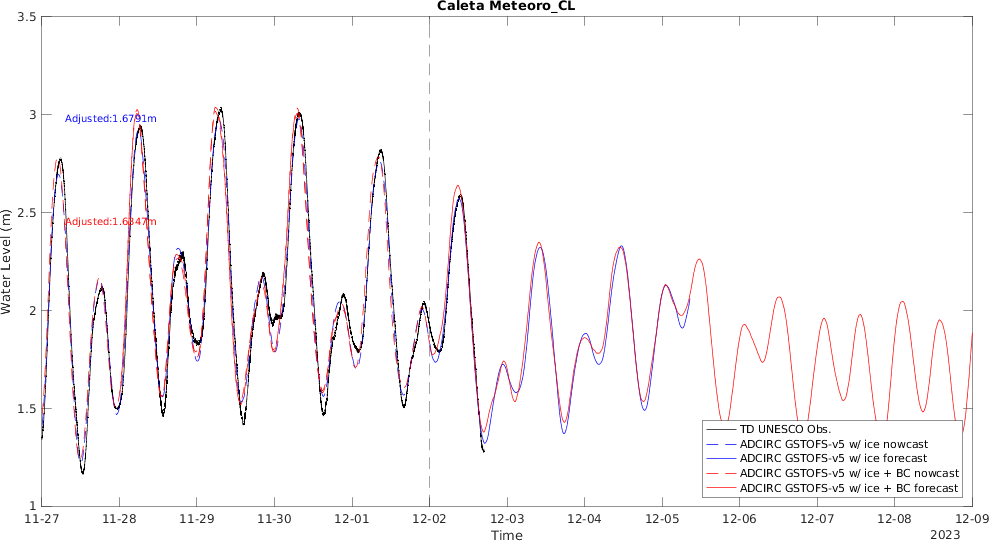 Caleta Meteoro_CL
3.5
3
2.5
2
1.5
1
Water Level (m)
Adjusted:1.6791m
Adjusted:1.6347m
TD UNESCO Obs.
ADCIRC GSTOFS-v5 w/ ice nowcast
ADCIRC GSTOFS-v5 w/ ice forecast
ADCIRC GSTOFS-v5 w/ ice + BC nowcast
ADCIRC GSTOFS-v5 w/ ice + BC forecast
11-27 11-28 11-29 11-30 12-01 12-02 12-03 12-04 12-05 12-06 12-07 12-08 12-09
Time
2023